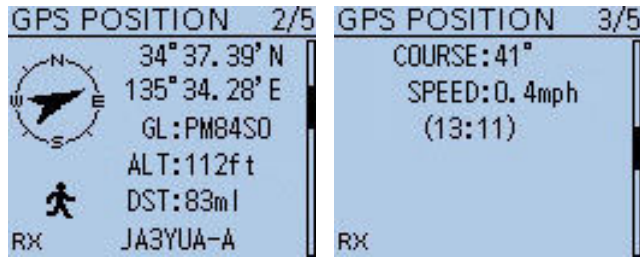 GPS POSITION 2/5
N
34°37.39'N
W E
135°34.28'E
S
GL:PM84SO
ALT:112ft
DST:83ml
RX JA3YUA-A
GPS POSITION 3/5
COURSE:41°
SPEED:0.4mph
(13:11)
RX